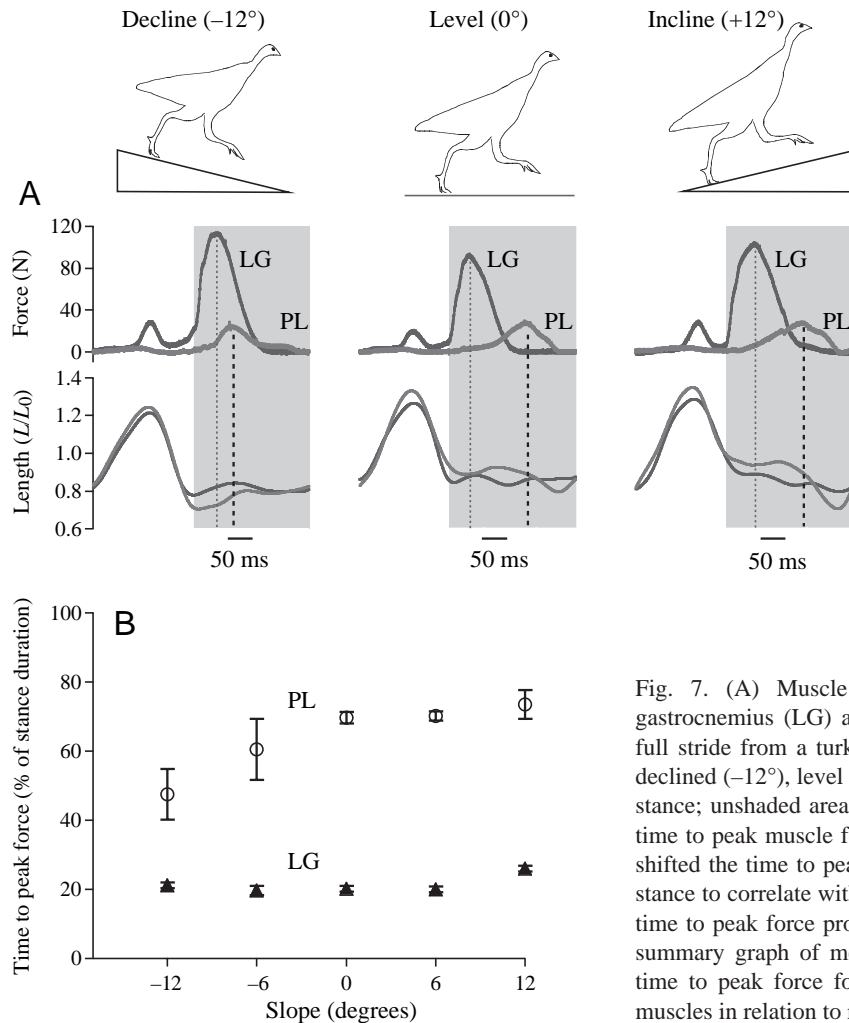 Decline (–12°) Level (0°) Incline (+12°)
A
120
80
40
0
Force (N)
LG
PL
LG
PL
LG
PL
1.4
1.2
1.0
0.8
0.6
Length (L/L0)
50 ms 50 ms 50 ms
B
100
80
60
40
20
0
Time to peak force (% of stance duration)
PL
LG
–12 –6 0 6 12
Slope (degrees)
Fig. 7. (A) Muscle
gastrocnemius (LG) a
full stride from a turk
declined (–12°), level
stance; unshaded area
time to peak muscle f
shifted the time to pea
stance to correlate with
time to peak force pro
summary graph of me
time to peak force fo
muscles in relation to r